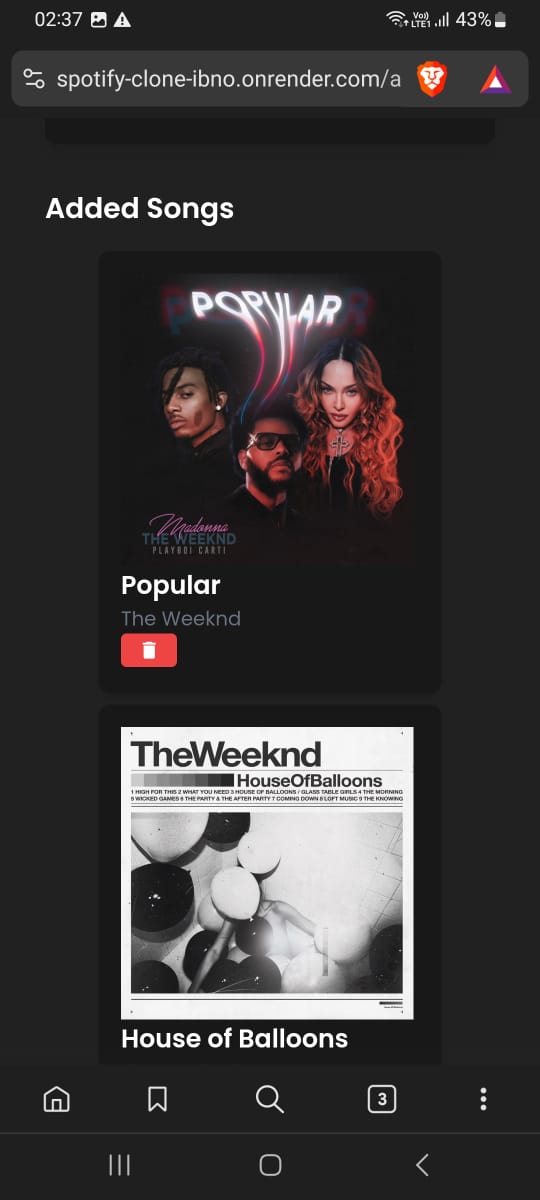 02:37
Vo)) LTE1 43%
spotify-clone-ibno.onrender.com/a
Added Songs
POPULAR
Madonna
THE WEEKND
PLAYBOI CARTI
Popular
The Weeknd
TheWeeknd
HouseOfBalloons
1 HIGH FOR THIS 2 WHAT YOU NEED 3 HOUSE OF BALLOONS / GLASS TABLE GIRLS 4 THE MORNING
5 WICKED GAMES 6 THE PARTY & THE AFTER PARTY 7 COMING DOWN 8 LOFT MUSIC 9 THE KNOWING
House of Balloons
3